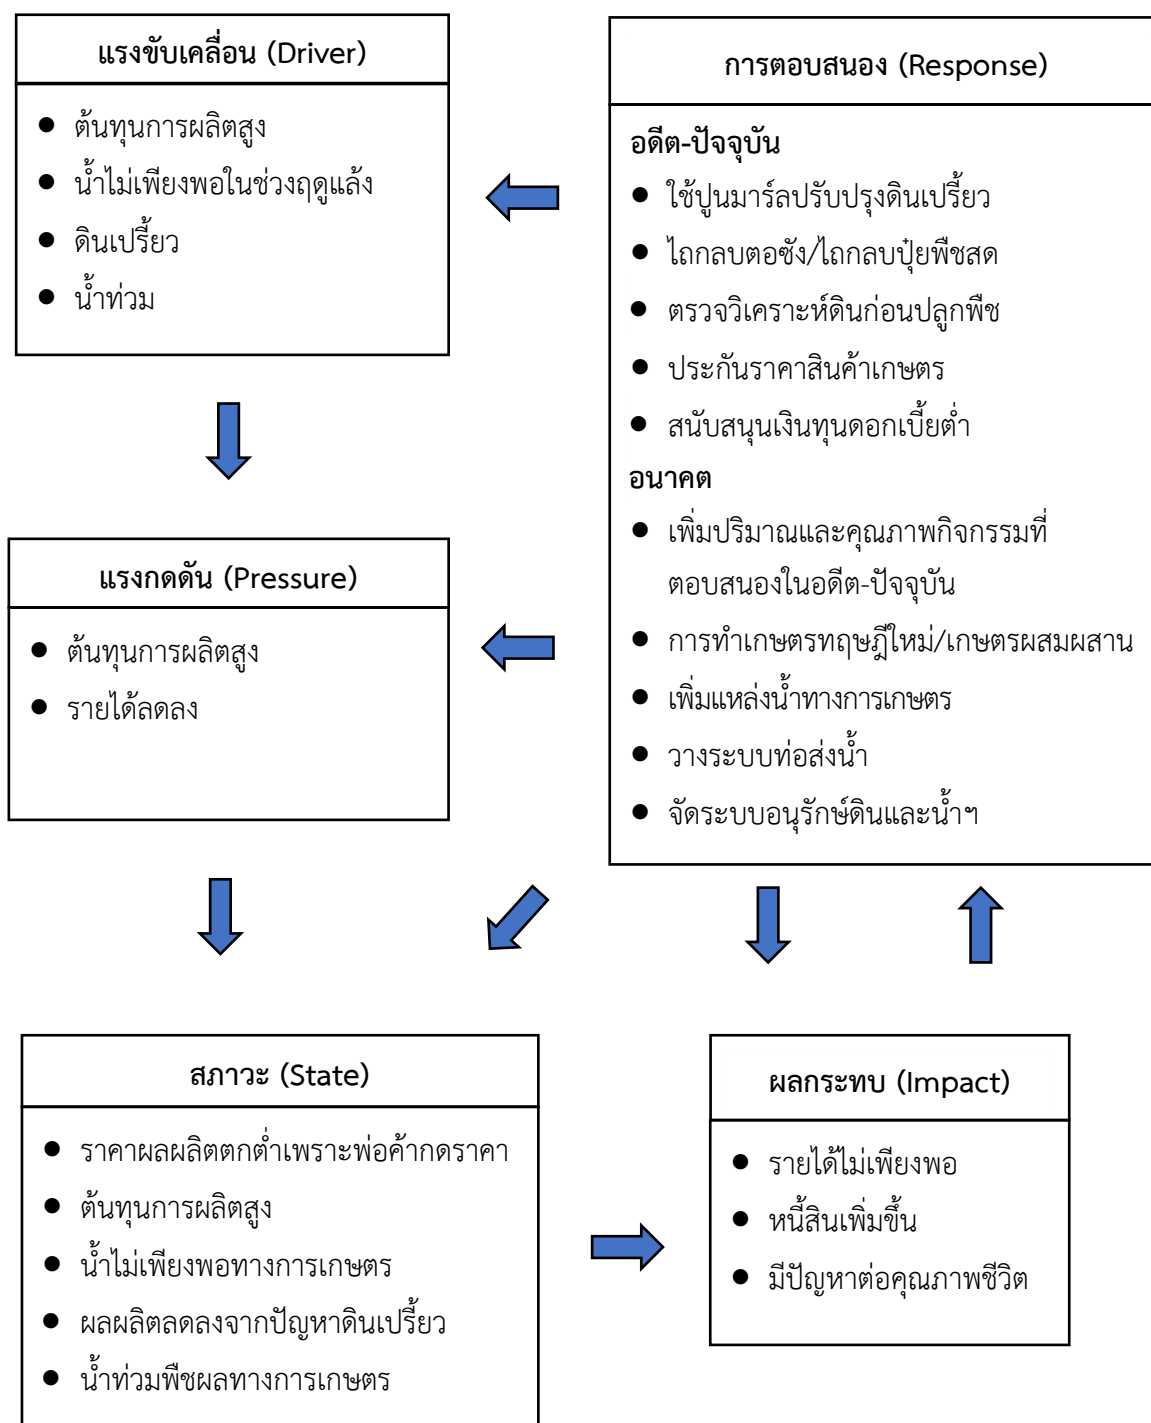 แรงขับเคลื่อน (Driver)
● ต้นทุนการผลิตสูง
● น้ำไม่เพียงพอในช่วงฤดูแล้ง
● ดินเปรี้ยว
● น้ำท่วม
การตอบสนอง (Response)
อดีต-ปัจจุบัน
● ใช้ปูนมาร์ลปรับปรุงดินเปรี้ยว
● ไถกลบตอซัง/ไถกลบปุ๋ยพืชสด
● ตรวจวิเคราะห์ดินก่อนปลูกพืช
● ประกันราคาสินค้าเกษตร
● สนับสนุนเงินทุนดอกเบี้ยต่ำ
อนาคต
● เพิ่มปริมาณและคุณภาพกิจกรรมที่
ตอบสนองในอดีต-ปัจจุบัน
● การทำเกษตรทฤษฎีใหม่/เกษตรผสมผสาน
● เพิ่มแหล่งน้ำทางการเกษตร
● วางระบบท่อส่งน้ำ
● จัดระบบอนุรักษ์ดินและน้ำฯ
แรงกดดัน (Pressure)
● ต้นทุนการผลิตสูง
● รายได้ลดลง
สภาวะ (State)
● ราคาผลผลิตตกต่ำเพราะพ่อค้ากดราคา
● ต้นทุนการผลิตสูง
● น้ำไม่เพียงพอทางการเกษตร
● ผลผลิตลดลงจากปัญหาดินเปรี้ยว
● น้ำท่วมพืชผลทางการเกษตร
ผลกระทบ (Impact)
● รายได้ไม่เพียงพอ
● หนี้สินเพิ่มขึ้น
● มีปัญหาต่อคุณภาพชีวิต